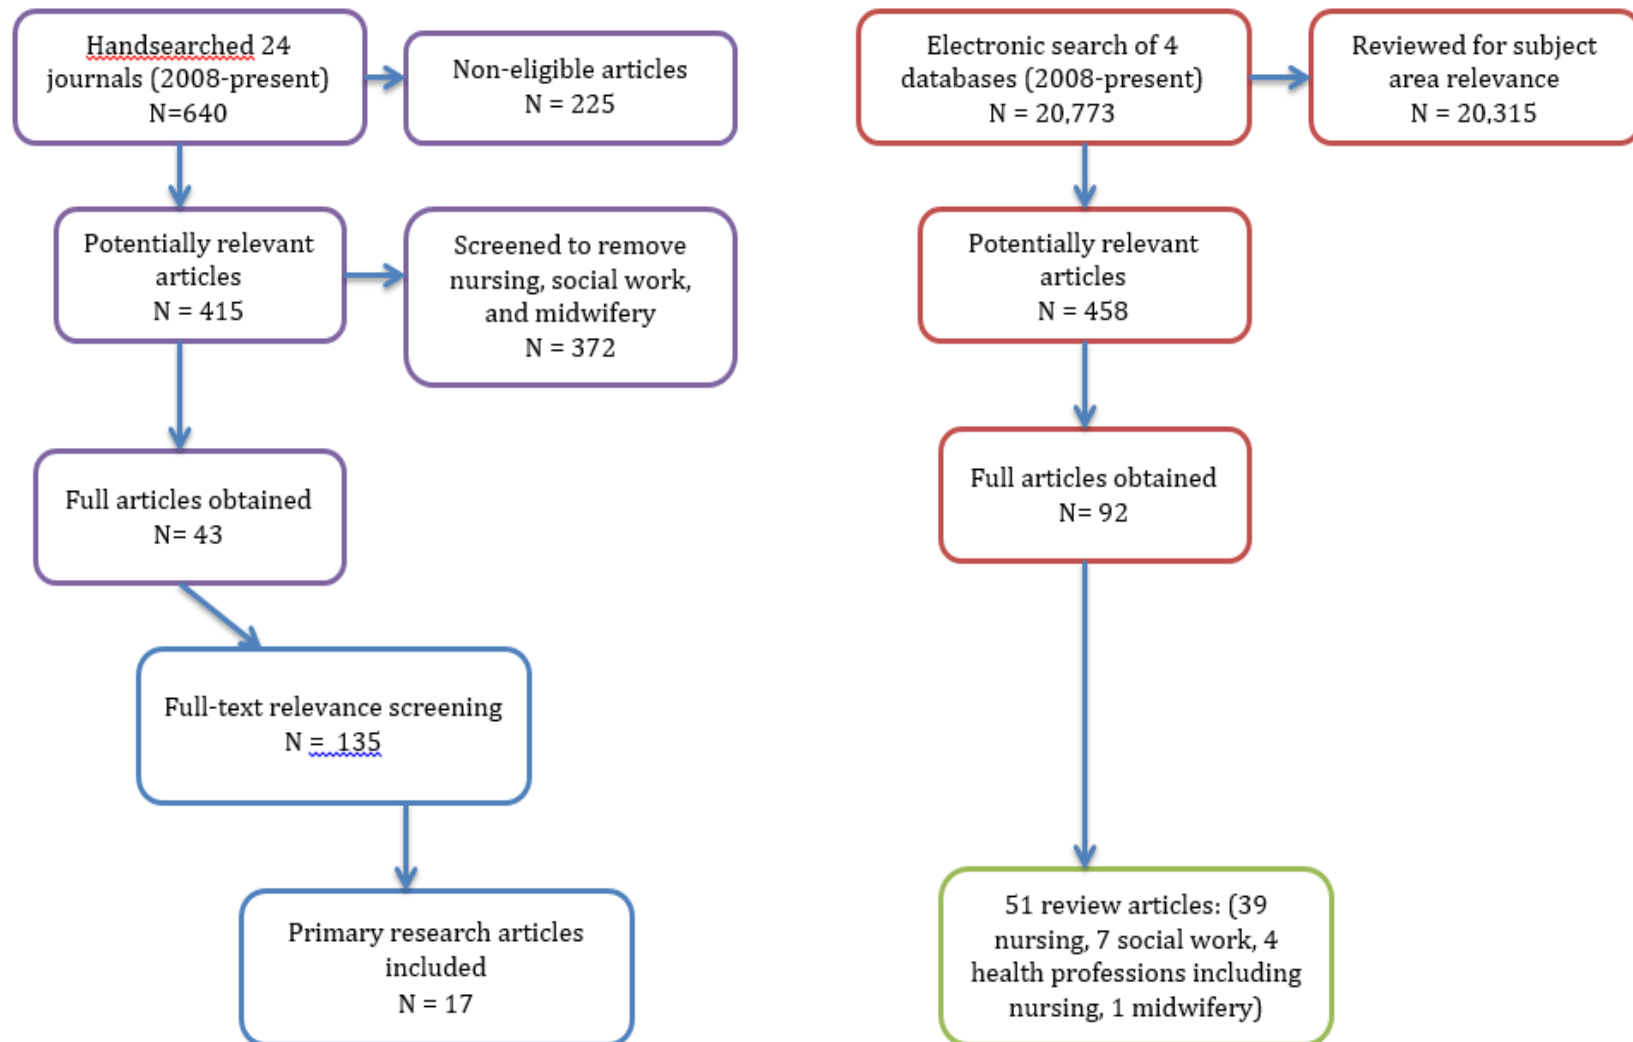 Handsearched 24
journals (2008-present)
N=640
Non-eligible articles
N = 225
Electronic search of 4
databases (2008-present)
N = 20,773
Reviewed for subject
area relevance
N = 20,315
Potentially relevant
articles
N = 415
Screened to remove
nursing, social work,
and midwifery
N = 372
Potentially relevant
articles
N = 458
Full articles obtained
N= 43
Full articles obtained
N= 92
Full-text relevance screening
N =  135
Primary research articles
included
N = 17
51 review articles: (39
nursing, 7 social work, 4
health professions including
nursing, 1 midwifery)